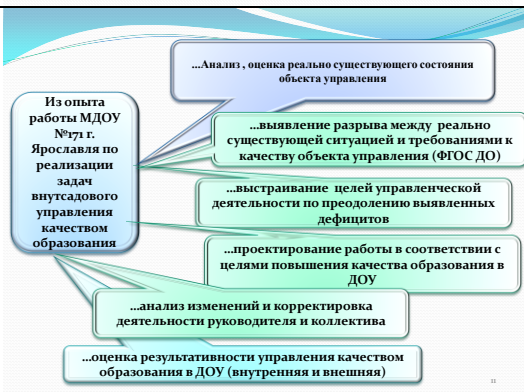 ...Анализ , оценка реально существующего состояния
объекта управления
Из опыта
работы МДОУ
№171 г.
Ярославля по
реализации
задач
внутсадового
управления
качеством
образования
...выявление разрыва между реально
существующей ситуацией и требованиями к
качеству объекта управления (ФГОС ДО)
...выстраивание целей управленческой
деятельности по преодолению выявленных
дефицитов
...проектирование работы в соответствии с
целями повышения качества образования в
ДОУ
...анализ изменений и корректировка
деятельности руководителя и коллектива
...оценка результативности управления качеством
образования в ДОУ (внутренняя и внешняя)
11